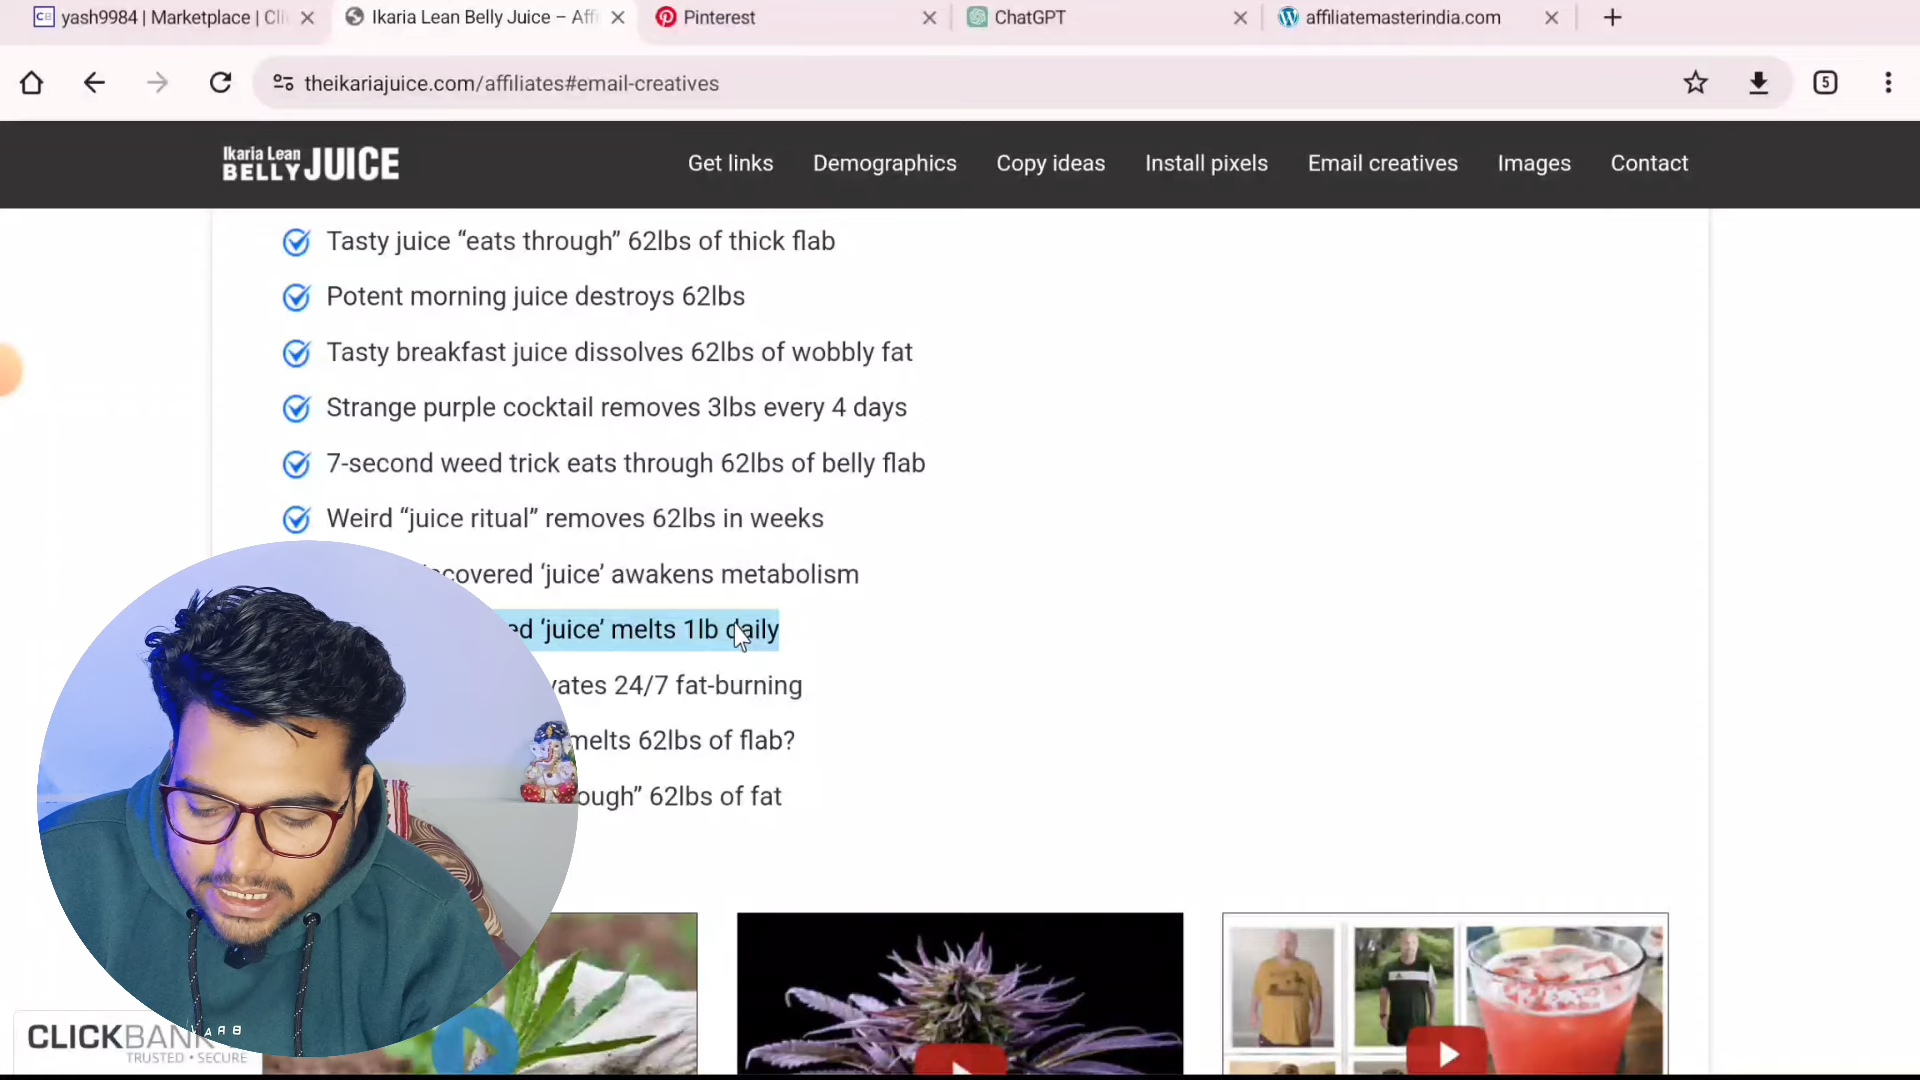 yash9984 | Marketplace | Cli
Ikaria Lean Belly Juice – Aff
Pinterest
ChatGPT
affiliatemasterindia.com
theikariajuice.com/affiliates#email-creatives
5
Ikaria Lean
BELLY JUICE
Get links
Demographics
Copy ideas
Install pixels
Email creatives
Images
Contact
Tasty juice “eats through” 62lbs of thick flab
Potent morning juice destroys 62lbs
Tasty breakfast juice dissolves 62lbs of wobbly fat
Strange purple cocktail removes 3lbs every 4 days
7-second weed trick eats through 62lbs of belly flab
Weird “juice ritual” removes 62lbs in weeks
‘juice’ awakens metabolism
‘juice’ melts 1lb daily
24/7 fat-burning
melts 62lbs of flab?
62lbs of fat
CLICKBANK
TRUSTED • SECURE